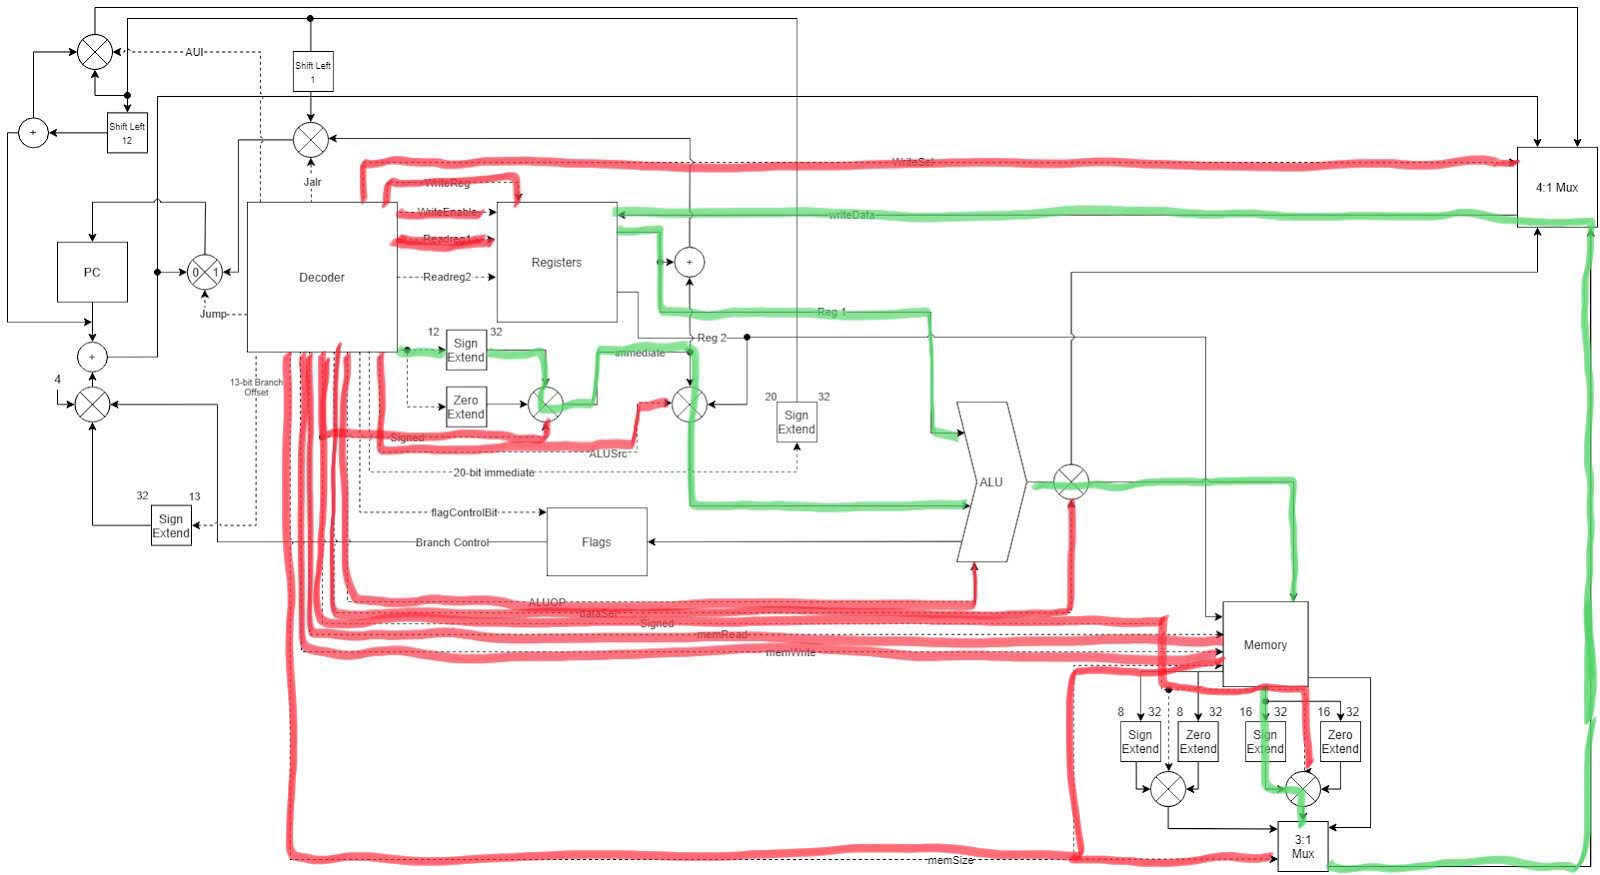 AUI
Shift Left
1
Shift Left
12
+
Jalr
WriteSel
4:1 Mux
WriteReg
WriteEnable
writeData
Readreg1
Decoder
Readreg2
Registers
+
PC
0 1
Jump
Reg 1
12
32
Sign
Extend
Reg 2
immediate
+
4
13-bit Branch
Offset
Zero
Extend
20
32
Sign
Extend
Signed
ALUSrc
20-bit immediate
ALU
32
13
Sign
Extend
flagControlBit
Branch Control
Flags
ALUOP
dataSel
Signed
memRead
memWrite
Memory
8
32
8
32
16
32
16
32
Sign
Extend
Zero
Extend
Sign
Extend
Zero
Extend
3:1
Mux
memSize